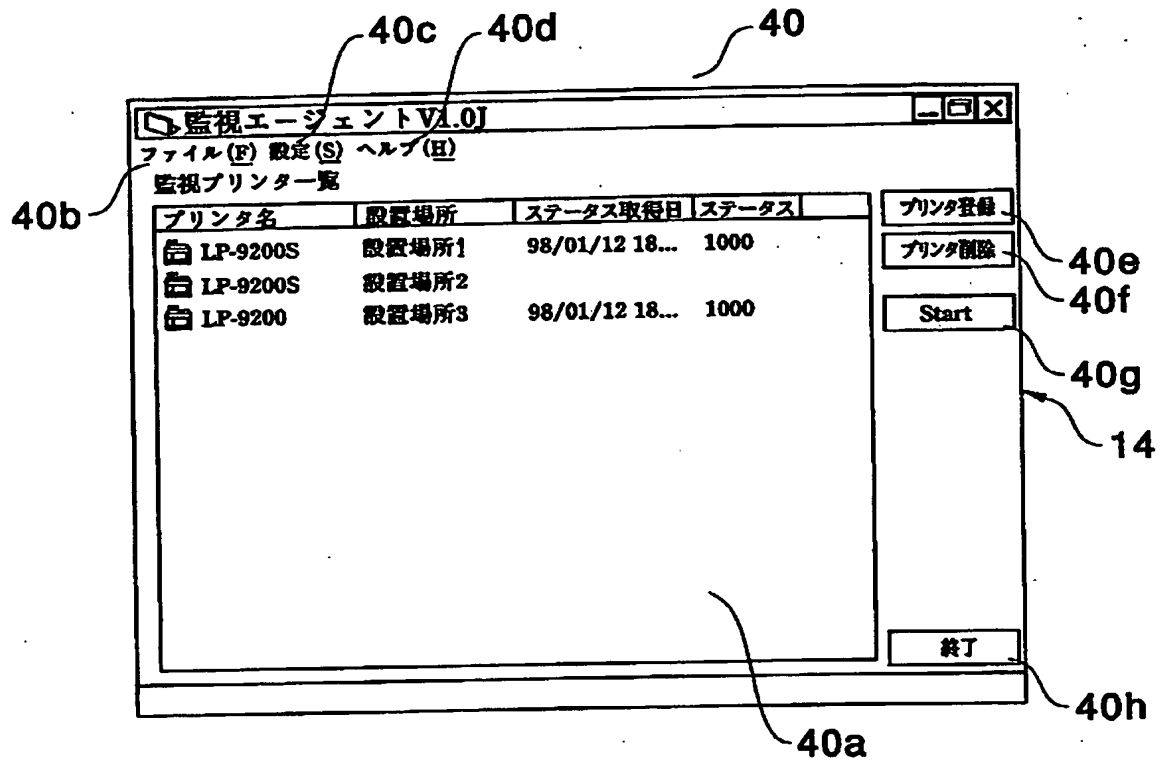 40c 40d 40
監視エージェントV1.0J
ファイル(F) 設定(S) ヘルプ(H)
監視プリンタ一覧
40b
プリンタ名 設置場所 ステータス取得日 ステータス
LP-9200S 設置場所1 98/01/12 18... 1000
LP-9200S 設置場所2
LP-9200 設置場所3 98/01/12 18... 1000
プリンタ登録
40e
プリンタ削除
40f
Start
40g
14
終了
40h
40a